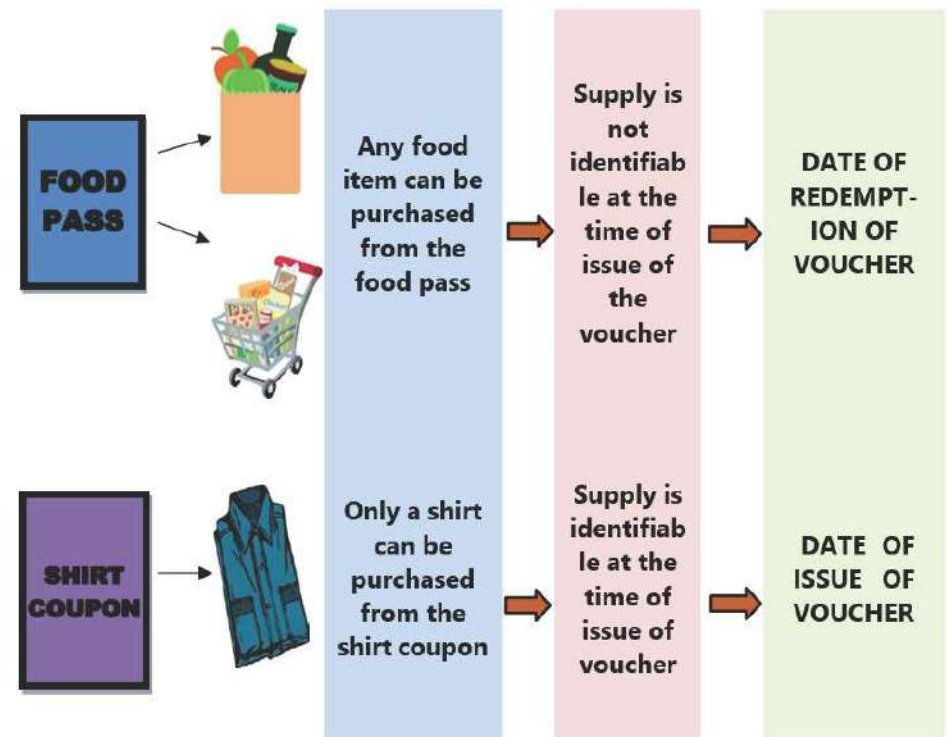 FOOD
PASS
Any food
item can be
purchased
from the
food pass
Supply is
not
identifiab
le at the
time of
issue of
the
voucher
DATE OF
REDEMPT-
ION OF
VOUCHER
SHIRT
COUPON
Only a shirt
can be
purchased
from the
shirt coupon
Supply is
identifiab
le at the
time of
issue of
voucher
DATE OF
ISSUE OF
VOUCHER